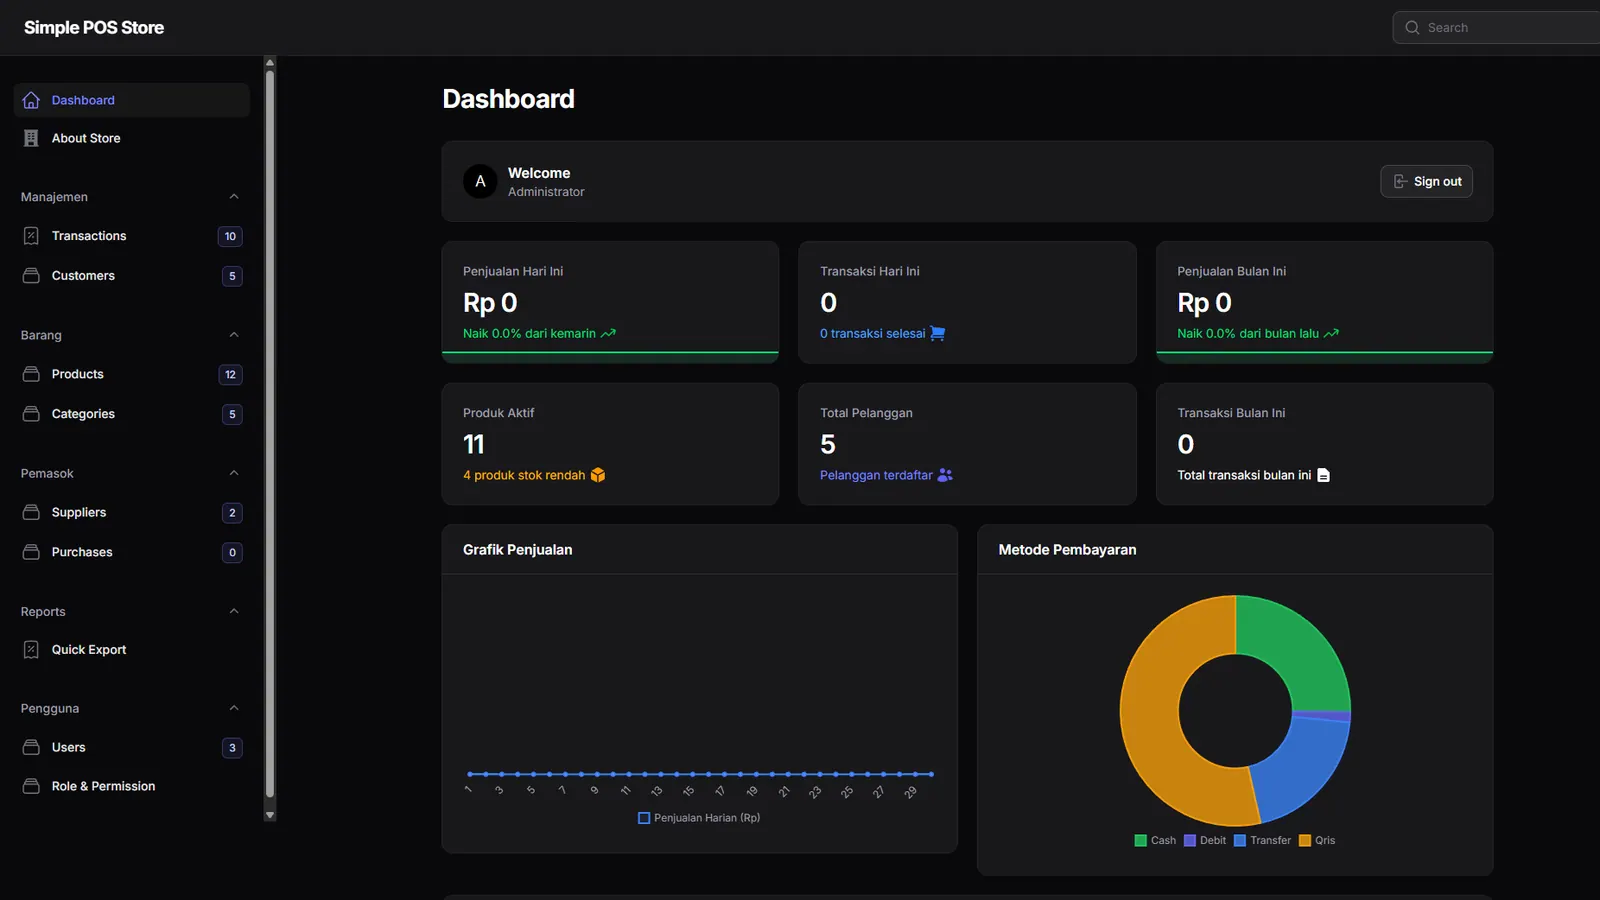 Simple POS Store
Search
Dashboard
About Store
Manajemen
Transactions 10
Customers 5
Barang
Products 12
Categories 5
Pemasok
Suppliers 2
Purchases 0
Reports
Quick Export
Pengguna
Users 3
Role & Permission
Dashboard
A
Welcome
Administrator
Sign out
Penjualan Hari Ini
Rp 0
Naik 0.0% dari kemarin
Transaksi Hari Ini
0
0 transaksi selesai
Penjualan Bulan Ini
Rp 0
Naik 0.0% dari bulan lalu
Produk Aktif
11
4 produk stok rendah
Total Pelanggan
5
Pelanggan terdaftar
Transaksi Bulan Ini
0
Total transaksi bulan ini
Grafik Penjualan
1 3 5 7 9 11 13 15 17 19 21 23 25 27 29
Penjualan Harian (Rp)
Metode Pembayaran
Cash Debit Transfer Qris